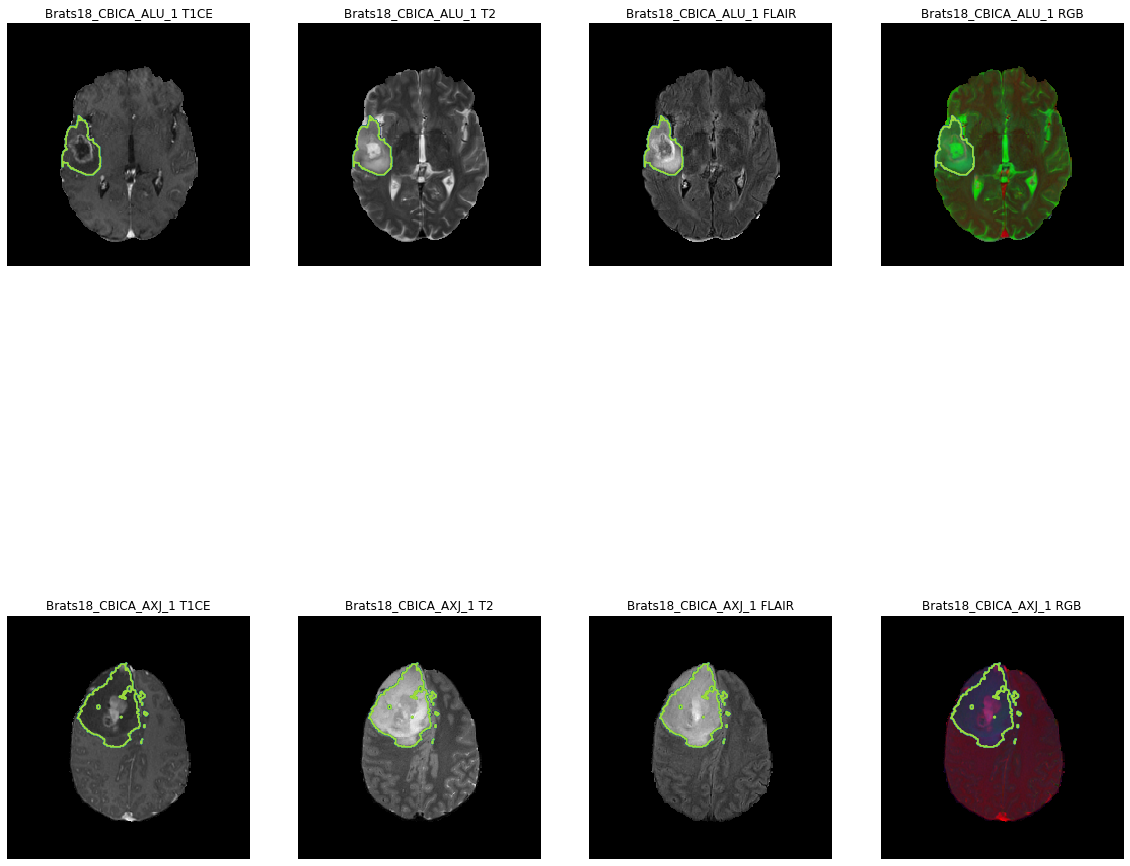 Brats18_CBICA_ALU_1 T1CE
Brats18_CBICA_ALU_1 T2
Brats18_CBICA_ALU_1 FLAIR
Brats18_CBICA_ALU_1 RGB
Brats18_CBICA_AXJ_1 T1CE
Brats18_CBICA_AXJ_1 T2
Brats18_CBICA_AXJ_1 FLAIR
Brats18_CBICA_AXJ_1 RGB